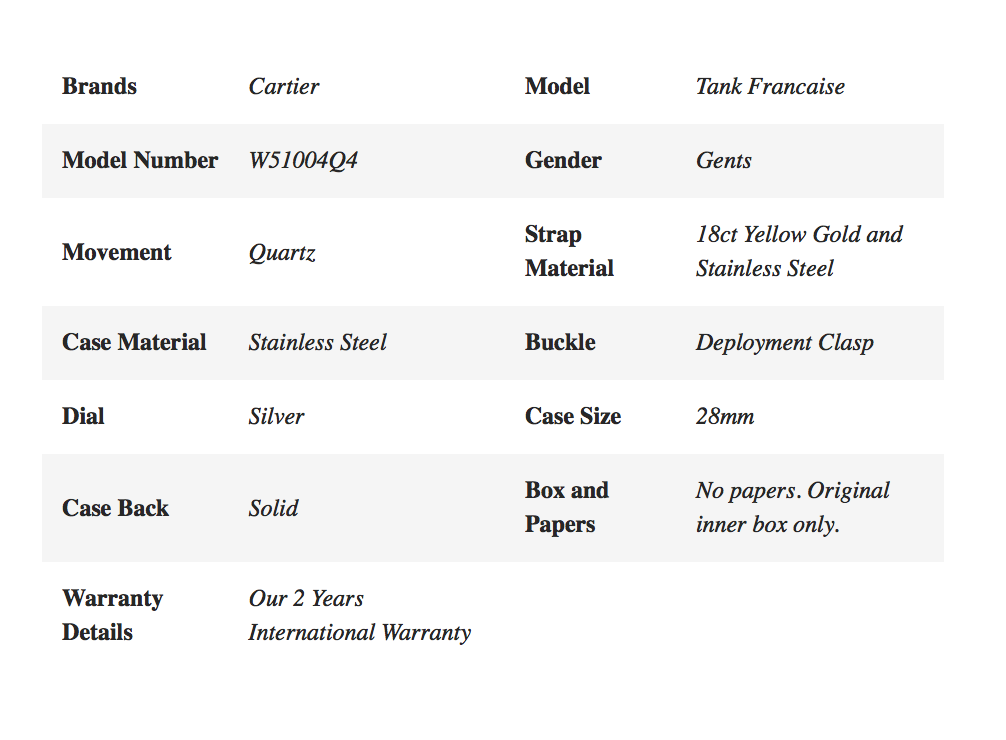 Brands Cartier Model Tank Francaise
Model Number W51004Q4 Gender Gents
Movement Quartz Strap Material 18ct Yellow Gold and Stainless Steel
Case Material Stainless Steel Buckle Deployment Clasp
Dial Silver Case Size 28mm
Case Back Solid Box and Papers No papers. Original inner box only.
Warranty Details Our 2 Years International Warranty